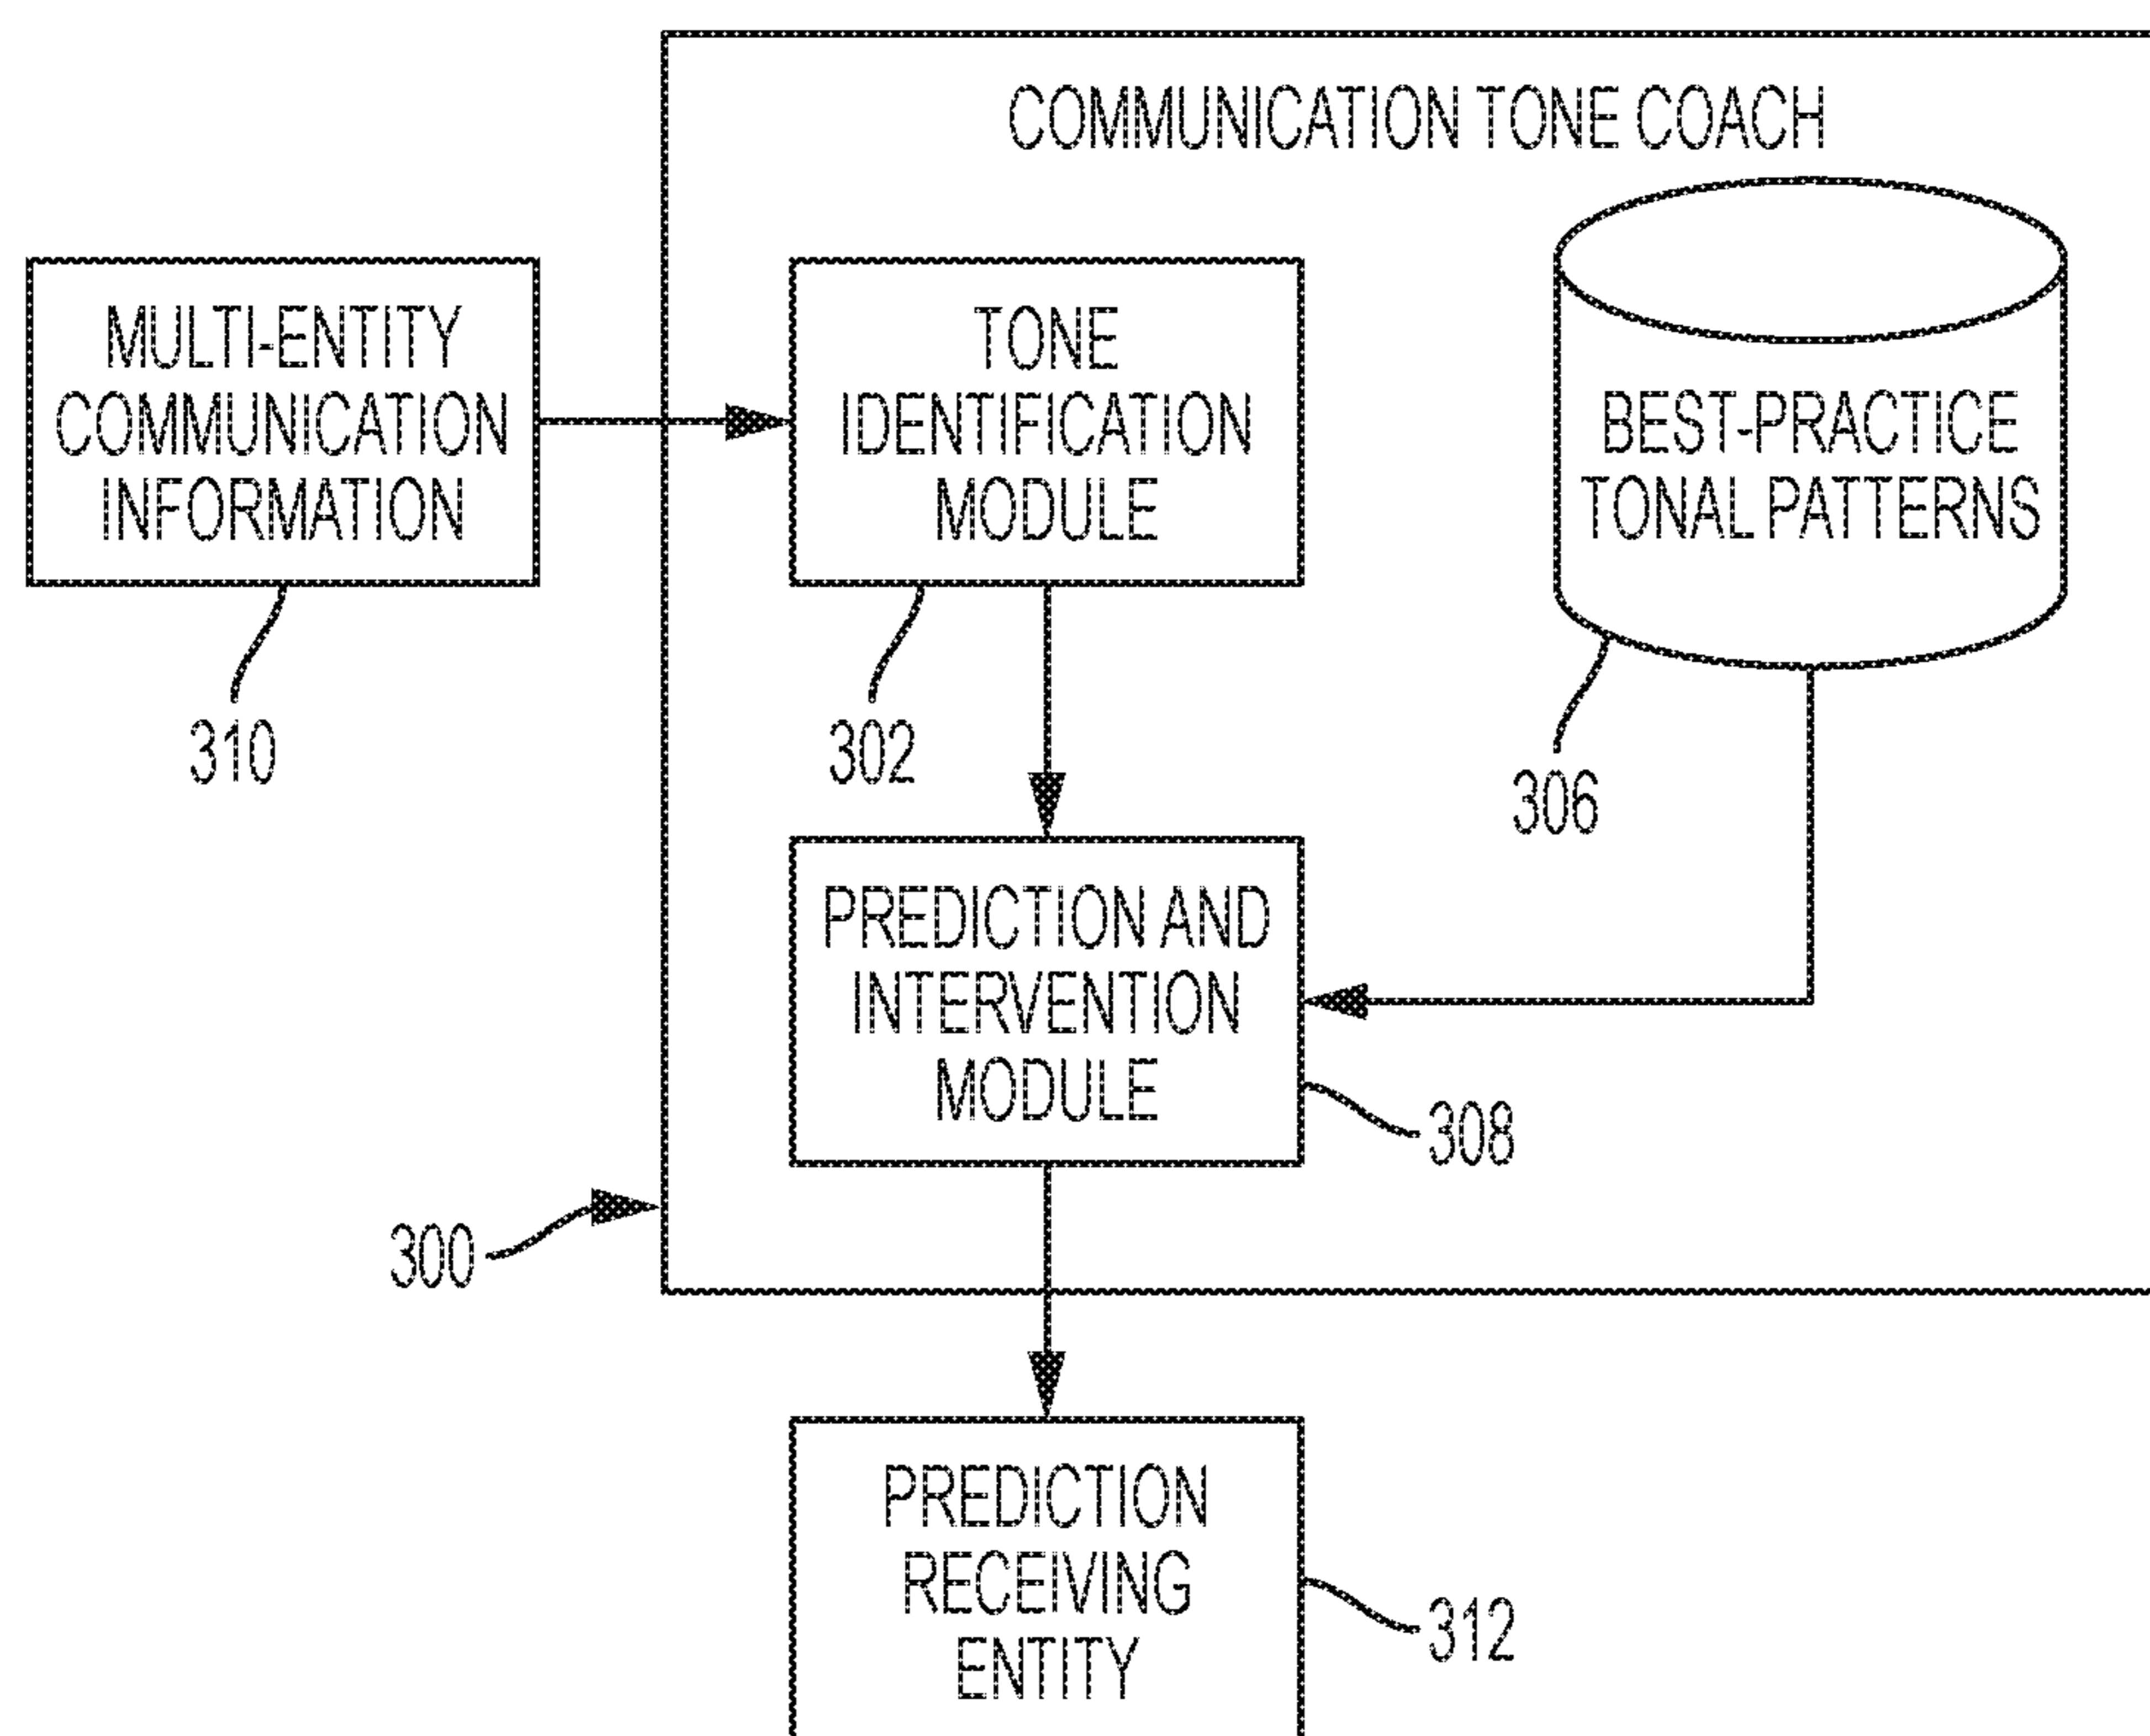 COMMUNICATION TONE COACH
MULTI-ENTITY
COMMUNICATION
INFORMATION
310
TONE
IDENTIFICATION
MODULE
302
BEST-PRACTICE
TONAL PATTERNS
306
PREDICTION AND
INTERVENTION
MODULE
308
300
PREDICTION
RECEIVING
ENTITY
312